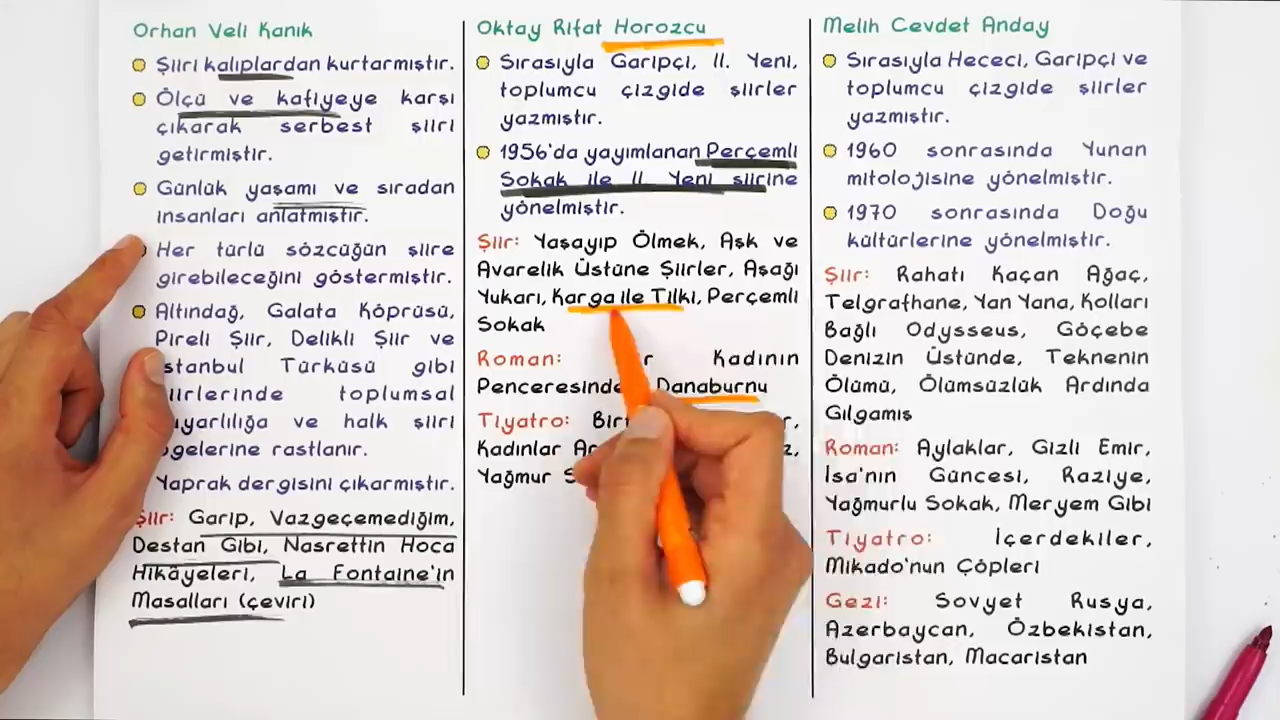 Orhan Veli Kanık
Şiiri kalıplardan kurtarmıştır.
Ölçü ve kafiyeye karşı
çıkarak serbest şiiri
getirmiştir.
Günlük yaşamı ve sıradan
insanları anlatmıştır.
Her türlü sözcüğün şiire
girebileceğini göstermiştir.
Altındağ, Galata Köprüsü,
Pireli Şiir, Delikli Şiir ve
İstanbul Türküsü gibi
şiirlerinde toplumsal
duyarlılığa ve halk şiiri
ögelerine rastlanır.
Yaprak dergisini çıkarmıştır.
Şiir: Garip, Vazgeçemediğim,
Destan Gibi, Nasrettin Hoca
Hikâyeleri, La Fontaine'in
Masalları (çeviri)
Oktay Rifat Horozcu
Sırasıyla Garipçi, II. Yeni,
toplumcu çizgide şiirler
yazmıştır.
1956'da yayımlanan Perçemli
Sokak ile II. Yeni şiirine
yönelmiştir.
Şiir: Yaşayıp Ölmek, Aşk ve
Avarelik Üstüne Şiirler, Aşağı
Yukarı, Karga ile Tilki, Perçemli
Sokak
Roman: Kadının
Penceresinden Danaburnu
Tiyatro:
Kadınlar
Yağmur
Melih Cevdet Anday
Sırasıyla Hececi, Garipçi ve
toplumcu çizgide şiirler
yazmıştır.
1960 sonrasında Yunan
mitolojisine yönelmiştir.
1970 sonrasında Doğu
kültürlerine yönelmiştir.
Şiir: Rahatı Kaçan Ağaç,
Telgrafhane, Yan Yana, Kolları
Bağlı Odysseus, Göçebe
Denizin Üstünde, Teknenin
Ölümü, Ölümsüzlük Ardında
Gılgamış
Roman: Aylaklar, Gizli Emir,
İsa'nın Güncesi, Raziye,
Yağmurlu Sokak, Meryem Gibi
Tiyatro: İçerdekiler,
Mikado'nun Çöpleri
Gezi: Sovyet Rusya,
Azerbaycan, Özbekistan,
Bulgaristan, Macaristan